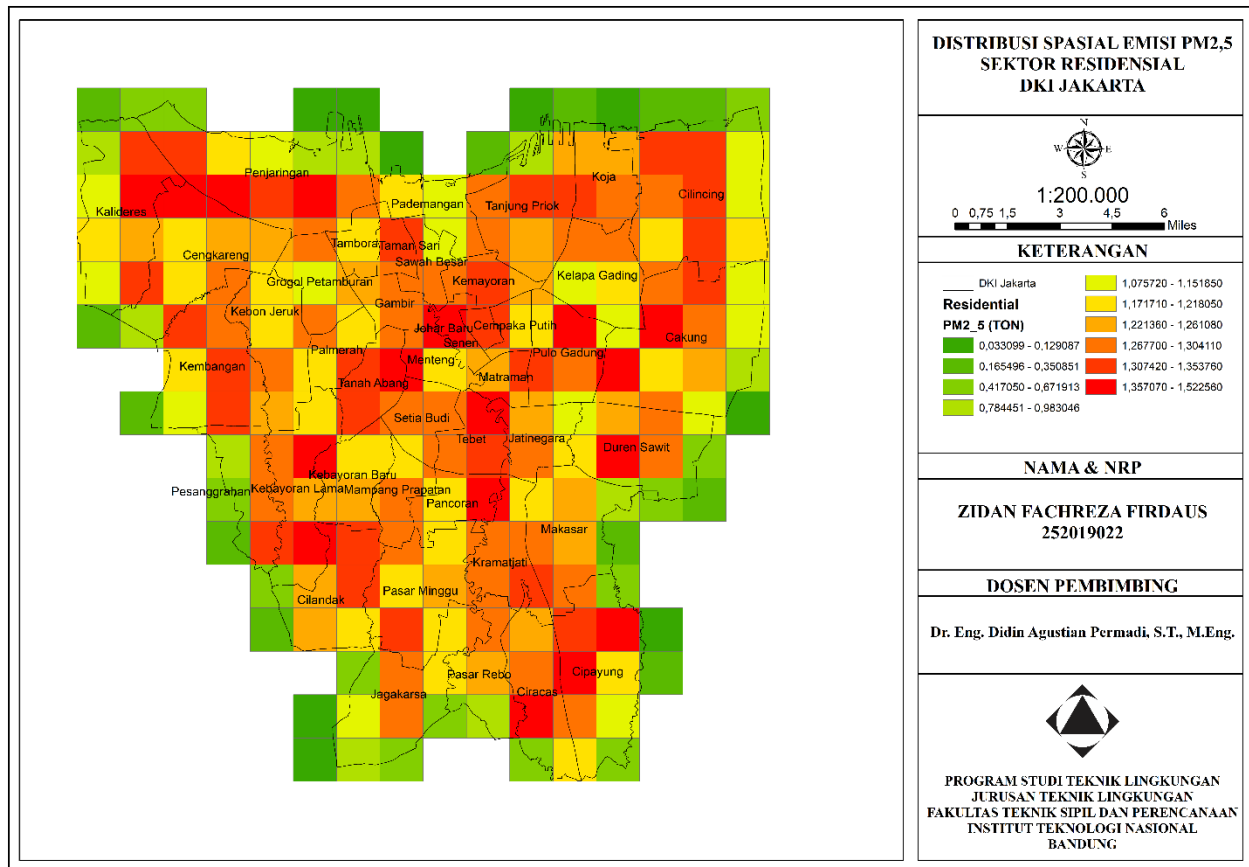 DISTRIBUSI SPASIAL EMISI PM2,5
SEKTOR RESIDENSIAL
DKI JAKARTA
N
W E
S
1:200.000
0 0,75 1,5 3 4,5 6
Miles
KETERANGAN
DKI Jakarta
Residential
PM2_5 (TON)
0,033099 - 0,129087
0,165496 - 0,350851
0,417050 - 0,671913
0,784451 - 0,983046
1,075720 - 1,151850
1,171710 - 1,218050
1,221360 - 1,261080
1,267700 - 1,304110
1,307420 - 1,353760
1,357070 - 1,522560
NAMA & NRP
ZIDAN FACHREZA FIRDAUS
252019022
DOSEN PEMBIMBING
Dr. Eng. Didin Agustian Permadi, S.T., M.Eng.
PROGRAM STUDI TEKNIK LINGKUNGAN
JURUSAN TEKNIK LINGKUNGAN
FAKULTAS TEKNIK SIPIL DAN PERENCANAAN
INSTITUT TEKNOLOGI NASIONAL
BANDUNG
Penjaringan
Koja
Cilincing
Kalideres
Pademangan
Tanjung Priok
Tambora
Taman Sari
Cengkareng
Sawah Besar
Grogol Petamburan
Kemayoran
Kelapa Gading
Gambir
Kebon Jeruk
Johar Baru
Cempaka Putih
Senen
Cakung
Palmerah
Menteng
Pulo Gadung
Kembangan
Tanah Abang
Matraman
Setia Budi
Tebet
Jatinegara
Duren Sawit
Kebayoran Baru
Pesanggrahan
Kebayoran Lama
Mampang Prapatan
Pancoran
Makasar
Kramatjati
Cilandak
Pasar Minggu
Pasar Rebo
Cipayung
Jagakarsa
Ciracas